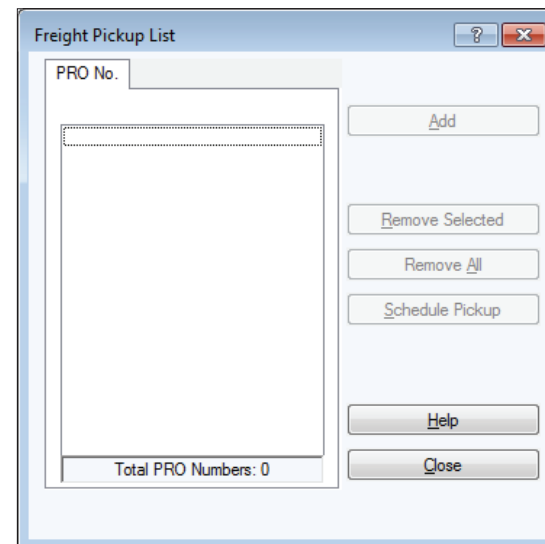 Freight Pickup List
PRO No.
Add
Remove Selected
Remove All
Schedule Pickup
Help
Total PRO Numbers: 0
Close